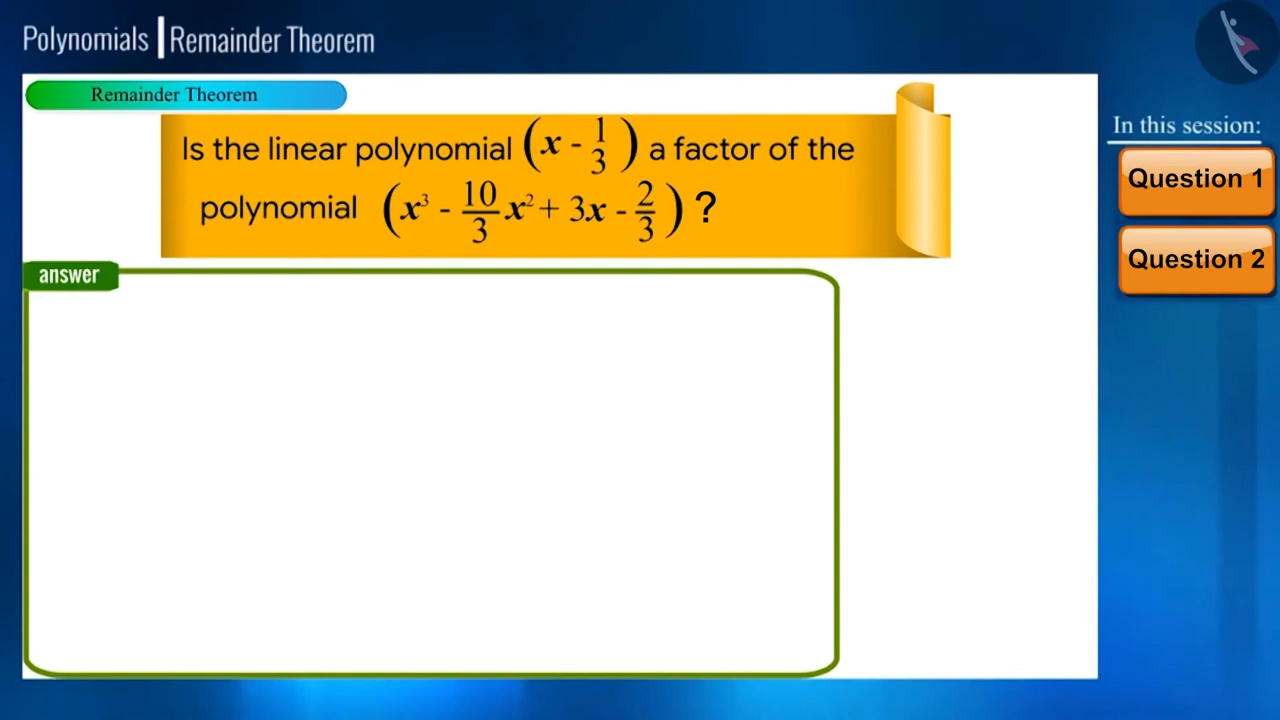 Polynomials | Remainder Theorem
Remainder Theorem
Is the linear polynomial (x - 1/3) a factor of the
polynomial (x³ - 10/3 x² + 3x - 2/3) ?
answer
In this session:
Question 1
Question 2